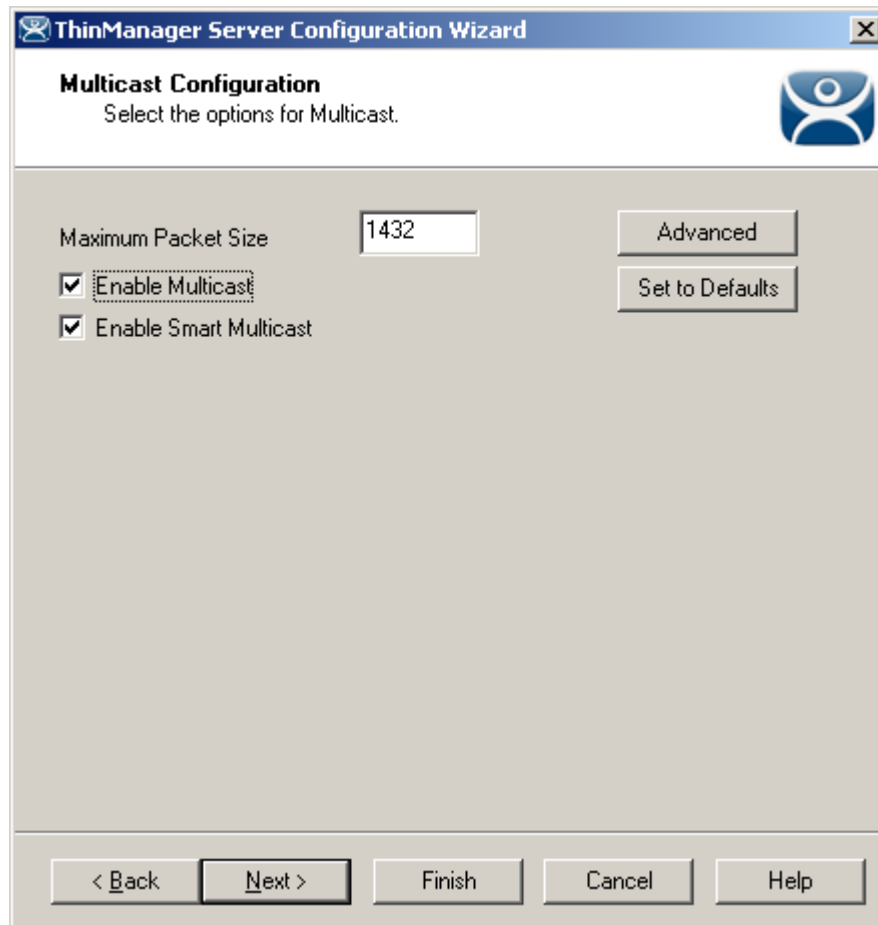 ThinManager Server Configuration Wizard
Multicast Configuration
Select the options for Multicast.
Maximum Packet Size 1432 Advanced
Enable Multicast Set to Defaults
Enable Smart Multicast
< Back Next > Finish Cancel Help